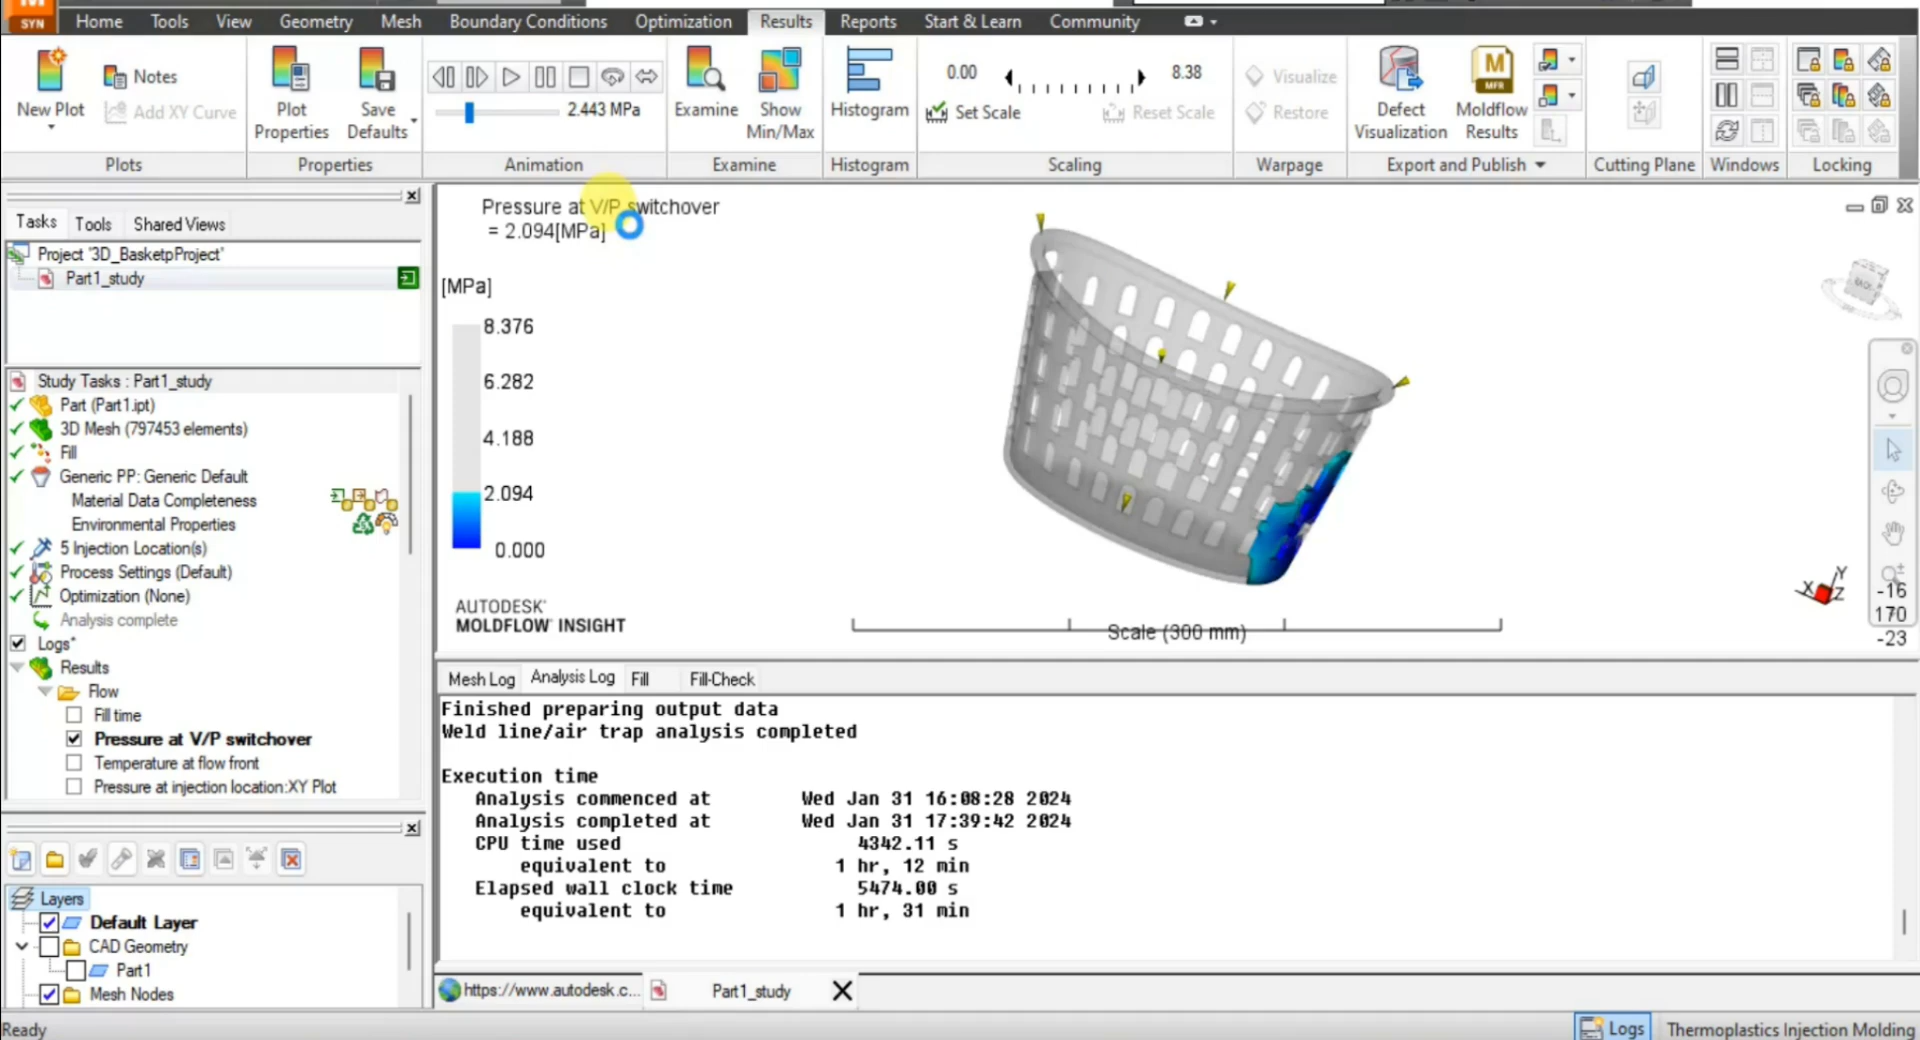 SYN
Home
Tools
View
Geometry
Mesh
Boundary Conditions
Optimization
Results
Reports
Start & Learn
Community
New Plot
Notes
Add XY Curve
Plots
Plot
Properties
Save
Defaults
Properties
2.443 MPa
Animation
Examine
Show
Min/Max
Examine
Histogram
Histogram
0.00
8.38
Set Scale
Reset Scale
Scaling
Visualize
Restore
Warpage
Defect
Visualization
M
MFR
Moldflow
Results
Export and Publish
Cutting Plane
Windows
Locking
Tasks
Tools
Shared Views
Project '3D_BasketpProject'
Part1_study
Study Tasks : Part1_study
Part (Part1.ipt)
3D Mesh (797453 elements)
Fill
Generic PP: Generic Default
Material Data Completeness
Environmental Properties
5 Injection Location(s)
Process Settings (Default)
Optimization (None)
Analysis complete
Logs*
Results
Flow
Fill time
Pressure at V/P switchover
Temperature at flow front
Pressure at injection location:XY Plot
Layers
Default Layer
CAD Geometry
Part1
Mesh Nodes
Pressure at V/P switchover
= 2.094[MPa]
[MPa]
8.376
6.282
4.188
2.094
0.000
AUTODESK®
MOLDFLOW® INSIGHT
Scale (300 mm)
BACK
Y
X
Z
-16
170
-23
Mesh Log
Analysis Log
Fill
Fill-Check
Finished preparing output data
Weld line/air trap analysis completed
Execution time
Analysis commenced at Wed Jan 31 16:08:28 2024
Analysis completed at Wed Jan 31 17:39:42 2024
CPU time used 4342.11 s
equivalent to 1 hr, 12 min
Elapsed wall clock time 5474.00 s
equivalent to 1 hr, 31 min
https://www.autodesk.c...
Part1_study
Ready
Logs
Thermoplastics Injection Molding